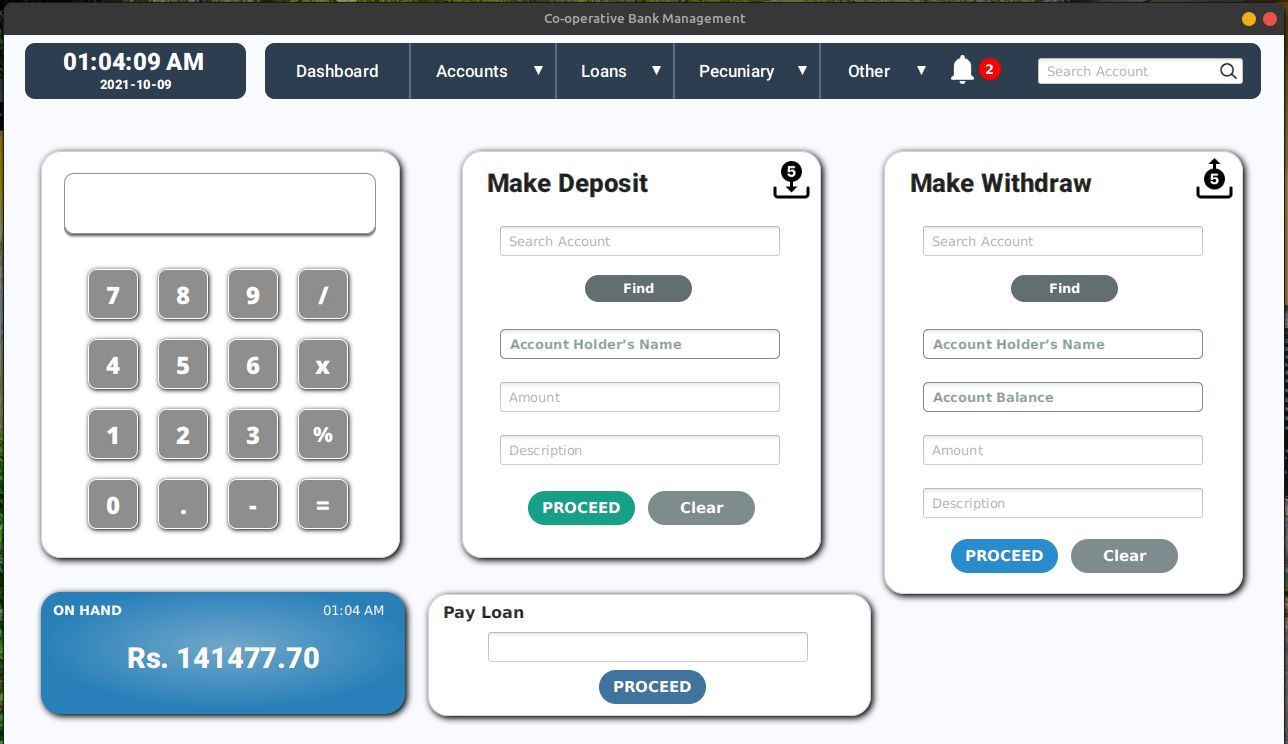 Co-operative Bank Management
01:04:09 AM
2021-10-09
Dashboard
Accounts ▼
Loans ▼
Pecuniary ▼
Other ▼
2
Search Account
7 8 9 /
4 5 6 x
1 2 3 %
0 . - =
Make Deposit
5
Search Account
Find
Account Holder’s Name
Amount
Description
PROCEED Clear
Make Withdraw
5
Search Account
Find
Account Holder’s Name
Account Balance
Amount
Description
PROCEED Clear
ON HAND 01:04 AM
Rs. 141477.70
Pay Loan
PROCEED